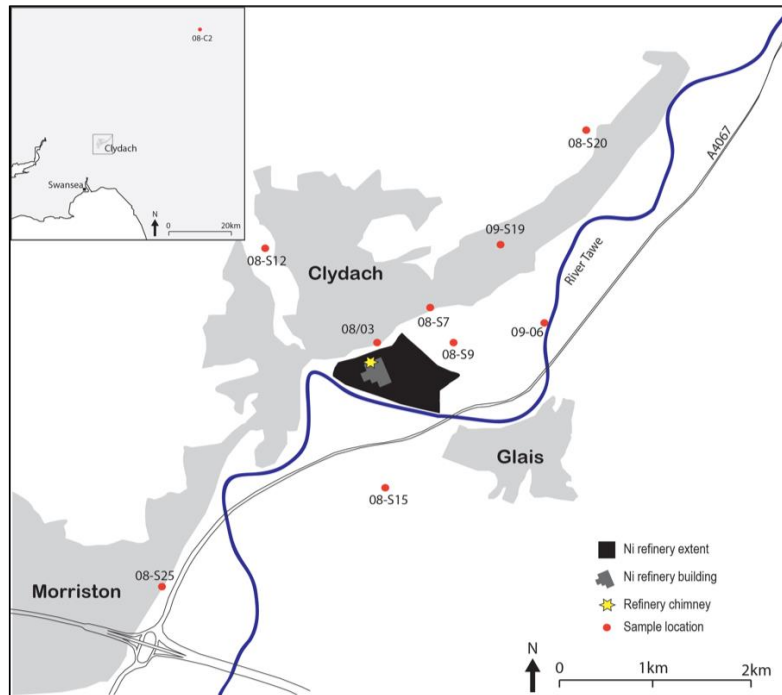 08-C2
Clydach
Swansea
N
0 20km
08-S20
A4067
09-S19
08-S12
River Tawe
Clydach
08-S7
08/03
09-06
08-S9
Glais
08-S15
Ni refinery extent
Ni refinery building
08-S25
Refinery chimney
Morriston
Sample location
N
0 1km 2km